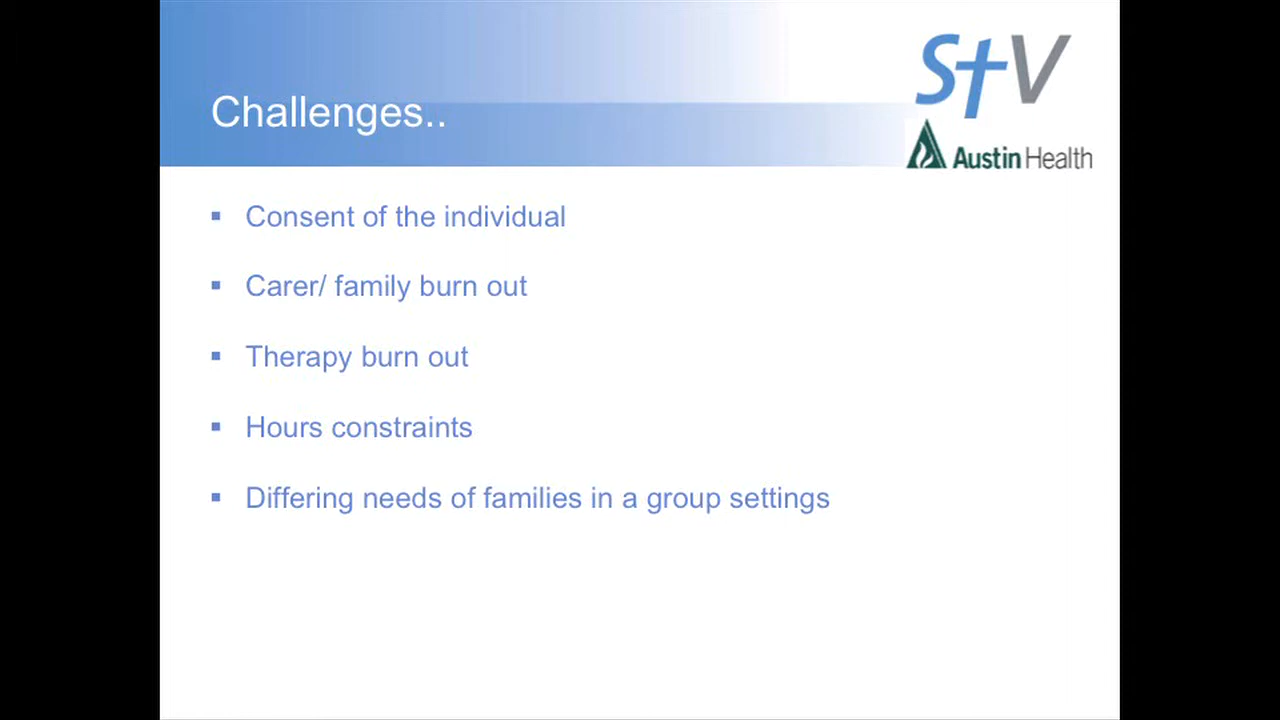 StV
Challenges..
Austin Health
Consent of the individual
Carer/ family burn out
Therapy burn out
Hours constraints
Differing needs of families in a group settings